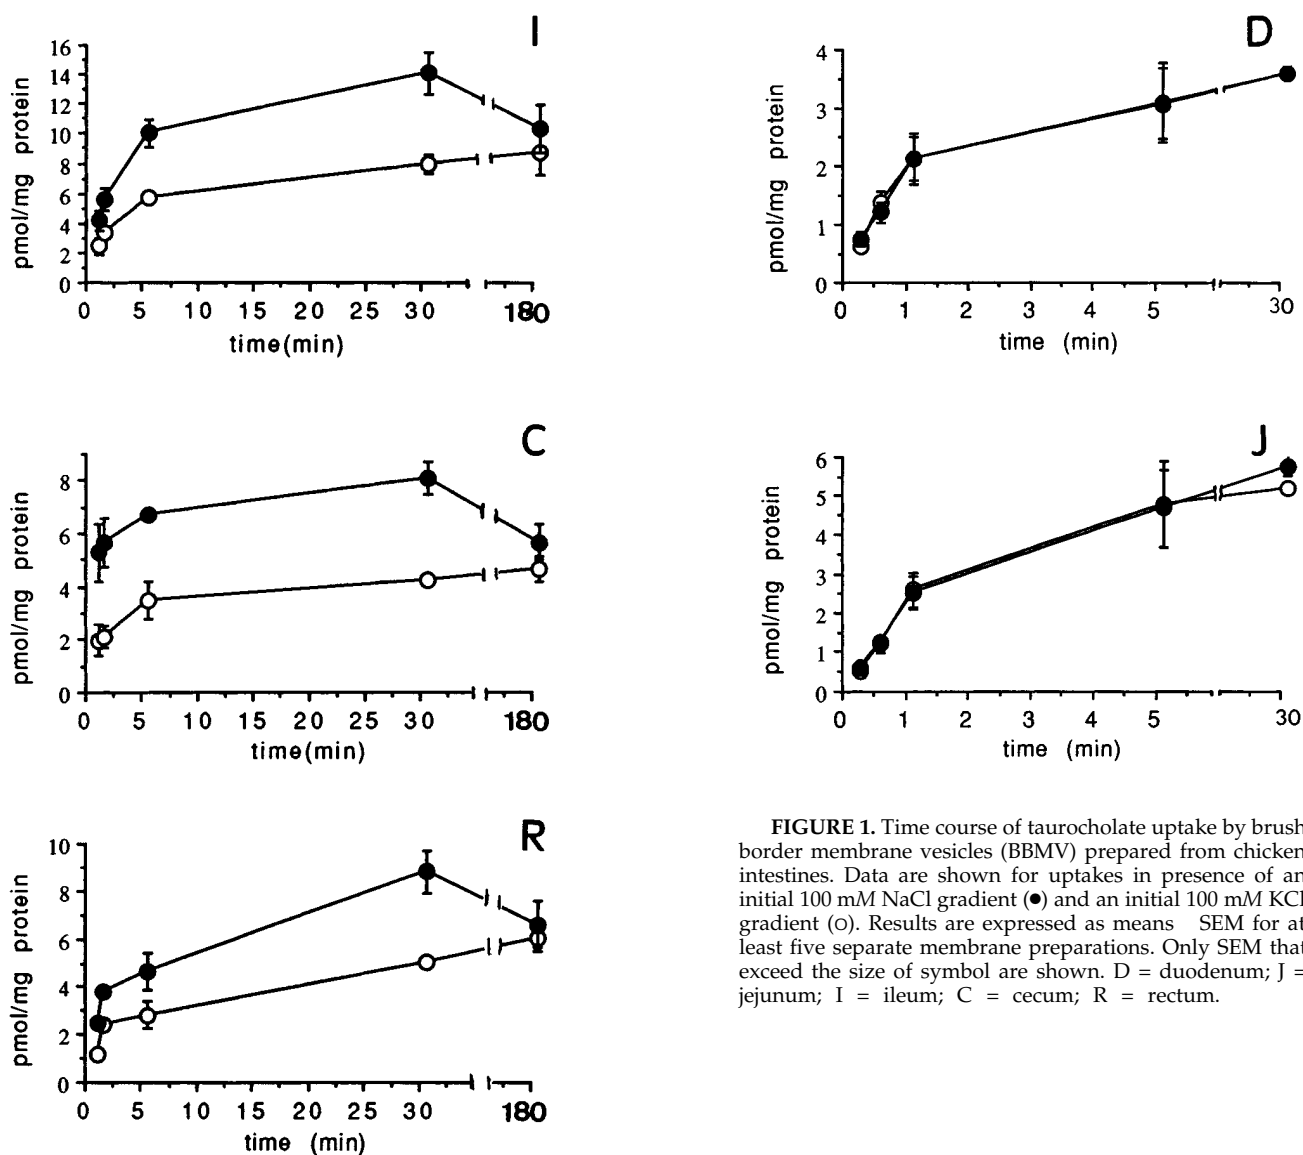 I
16
14
12
10
8
6
4
2
0
pmol/mg protein
0 5 10 15 20 25 30 180
time(min)
D
4
3
2
1
0
pmol/mg protein
0 1 2 3 4 5 30
time (min)
C
8
6
4
2
0
pmol/mg protein
0 5 10 15 20 25 30 180
time(min)
J
6
5
4
3
2
1
0
pmol/mg protein
0 1 2 3 4 5 30
time (min)
R
10
8
6
4
2
0
pmol/mg protein
0 5 10 15 20 25 30 180
time (min)
FIGURE 1. Time course of taurocholate uptake by brush
border membrane vesicles (BBMV) prepared from chicken
intestines. Data are shown for uptakes in presence of an
initial 100 mM NaCl gradient (●) and an initial 100 mM KCl
gradient (○). Results are expressed as means SEM for at
least five separate membrane preparations. Only SEM that
exceed the size of symbol are shown. D = duodenum; J =
jejunum; I = ileum; C = cecum; R = rectum.